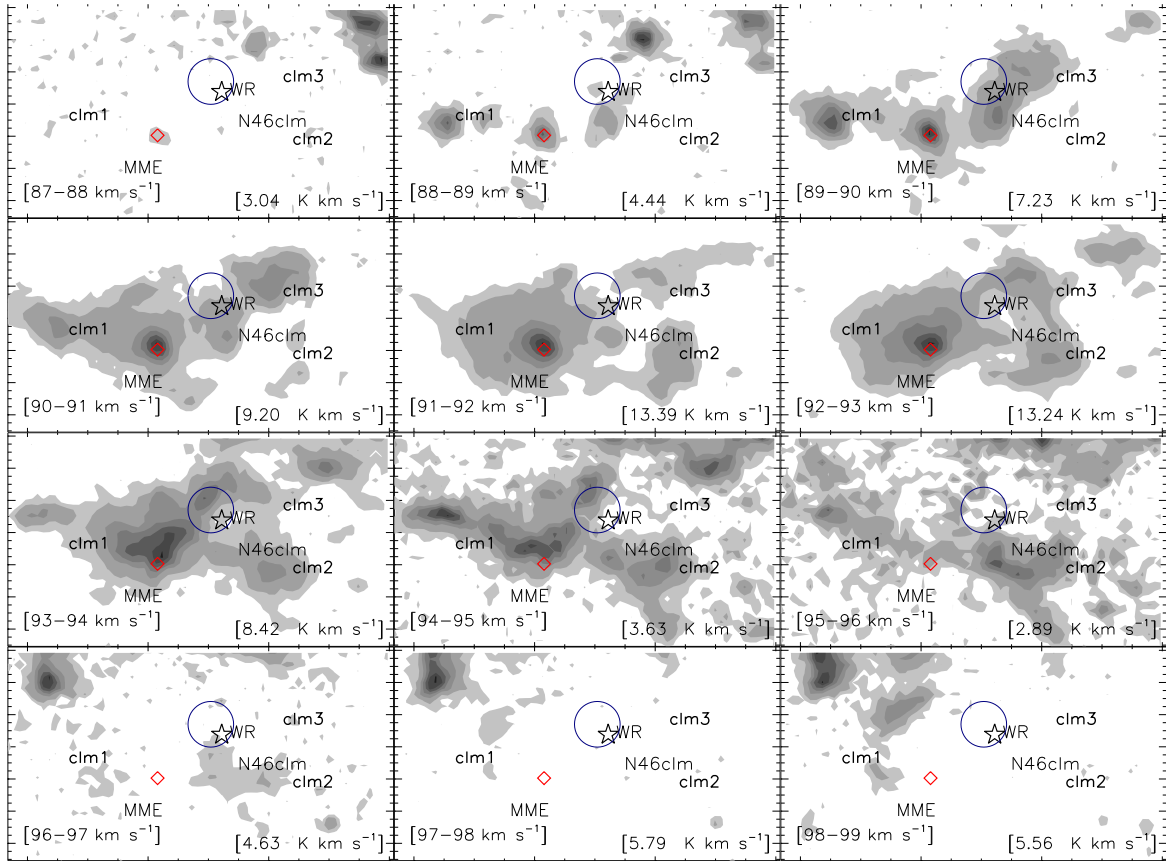 clm3
WR
clm1
N46clm
clm2
MME
[87−88 km s⁻¹]
[3.04 K km s⁻¹]
clm3
WR
clm1
N46clm
clm2
MME
[88−89 km s⁻¹]
[4.44 K km s⁻¹]
clm3
WR
clm1
N46clm
clm2
MME
[89−90 km s⁻¹]
[7.23 K km s⁻¹]
clm3
WR
clm1
N46clm
clm2
MME
[90−91 km s⁻¹]
[9.20 K km s⁻¹]
clm3
WR
clm1
N46clm
clm2
MME
[91−92 km s⁻¹]
[13.39 K km s⁻¹]
clm3
WR
clm1
N46clm
clm2
MME
[92−93 km s⁻¹]
[13.24 K km s⁻¹]
clm3
WR
clm1
N46clm
clm2
MME
[93−94 km s⁻¹]
[8.42 K km s⁻¹]
clm3
WR
clm1
N46clm
clm2
MME
[94−95 km s⁻¹]
[3.63 K km s⁻¹]
clm3
WR
clm1
N46clm
clm2
MME
[95−96 km s⁻¹]
[2.89 K km s⁻¹]
clm3
WR
clm1
N46clm
clm2
MME
[96−97 km s⁻¹]
[4.63 K km s⁻¹]
clm3
WR
clm1
N46clm
clm2
MME
[97−98 km s⁻¹]
[5.79 K km s⁻¹]
clm3
WR
clm1
N46clm
clm2
MME
[98−99 km s⁻¹]
[5.56 K km s⁻¹]